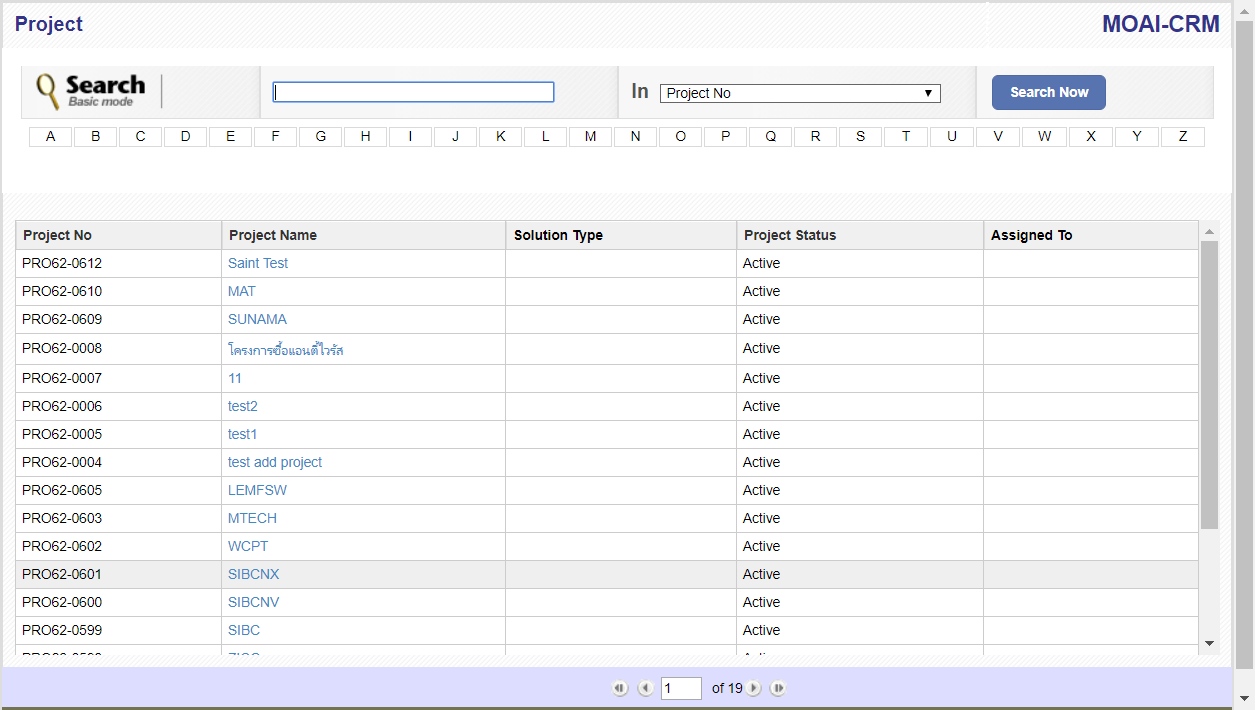 Project MOAI-CRM
Search
Basic mode
In Project No Search Now
A B C D E F G H I J K L M N O P Q R S T U V W X Y Z
Project No Project Name Solution Type Project Status Assigned To
PRO62-0612 Saint Test Active
PRO62-0610 MAT Active
PRO62-0609 SUNAMA Active
PRO62-0008 โครงการซื้อแอนตี้ไวรัส Active
PRO62-0007 11 Active
PRO62-0006 test2 Active
PRO62-0005 test1 Active
PRO62-0004 test add project Active
PRO62-0605 LEMFSW Active
PRO62-0603 MTECH Active
PRO62-0602 WCPT Active
PRO62-0601 SIBCNX Active
PRO62-0600 SIBCNV Active
PRO62-0599 SIBC Active
1 of 19